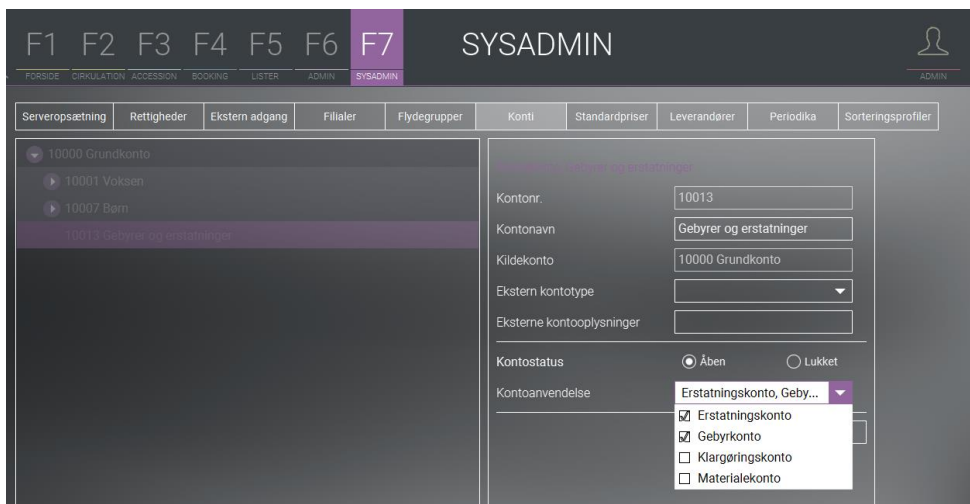 F1 F2 F3 F4 F5 F6 F7 SYSADMIN
FORSIDE CIRKULATION ACCESSION BOOKING LISTER ADMIN SYSADMIN ADMIN
Serveropsætning Rettigheder Ekstern adgang Filialer Flydegrupper Konti Standardpriser Leverandører Periodika Sorteringsprofiler
10000 Grundkonto
10001 Voksen
10007 Børn
10013 Gebyrer og erstatninger
Gebyrer og erstatninger
Kontonr. 10013
Kontonavn Gebyrer og erstatninger
Kildekonto 10000 Grundkonto
Ekstern kontotype
Eksterne kontooplysninger
Kontostatus Åben Lukket
Kontoanvendelse Erstatningskonto, Geby...
Erstatningskonto
Gebyrkonto
Klargøringskonto
Materialekonto